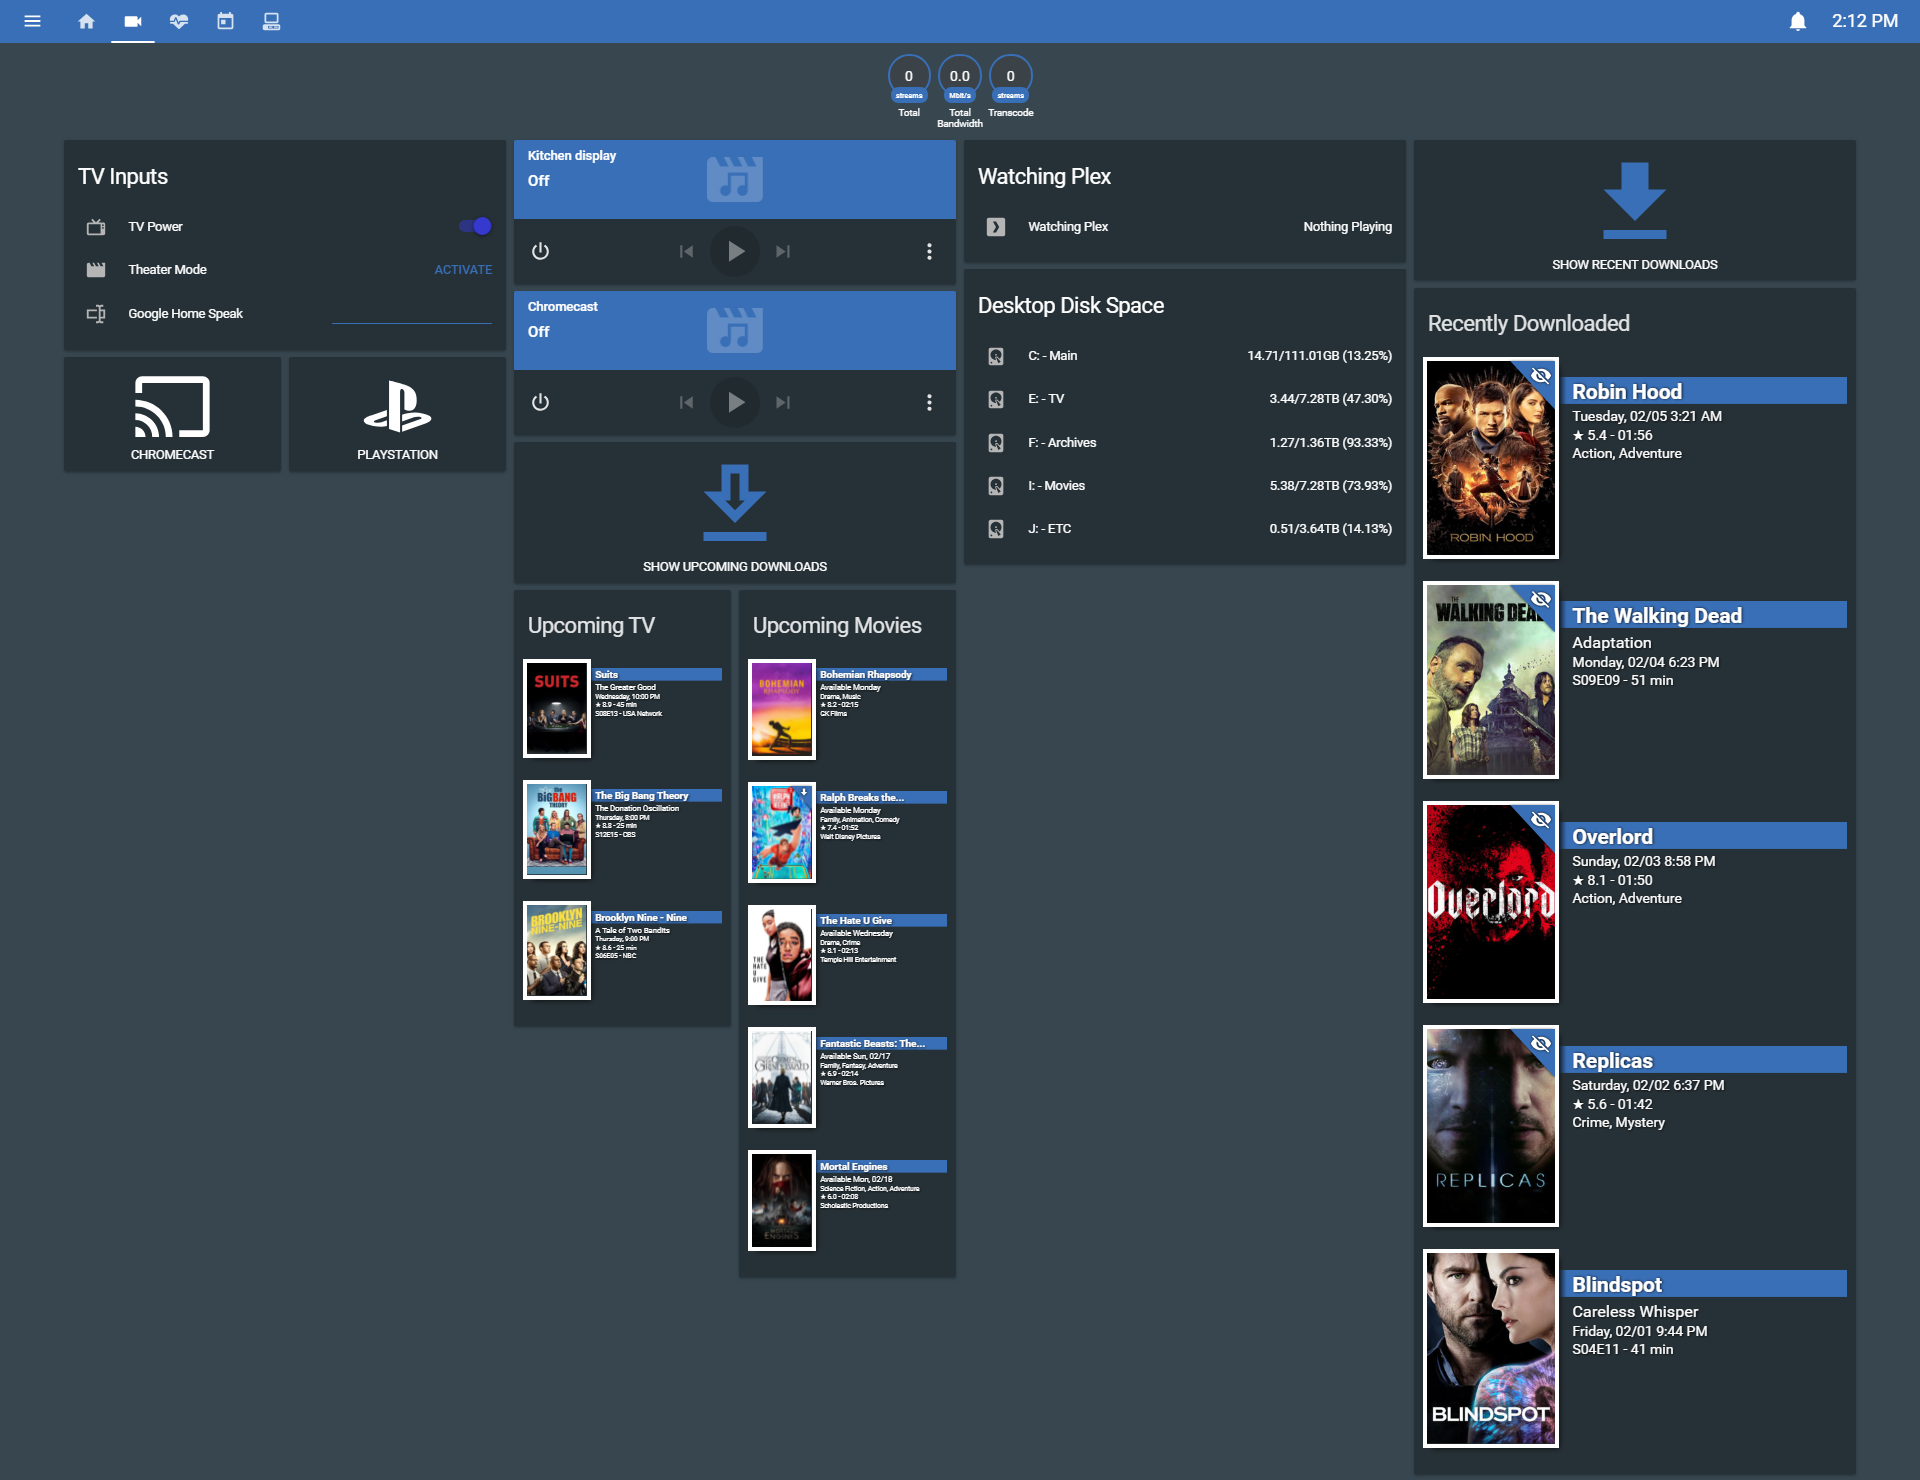 2:12 PM
0
streams
Total
0.0
Mbit/s
Total
Bandwidth
0
streams
Transcode
TV Inputs
TV Power
Theater Mode
ACTIVATE
Google Home Speak
CHROMECAST
PLAYSTATION
Kitchen display
Off
Chromecast
Off
SHOW UPCOMING DOWNLOADS
Upcoming TV
SUITS
Suits
The Greater Good
Wednesday, 10:00 PM
★ 8.9 - 45 min
S08E13 - USA Network
the
BIGBANG
THEORY
The Big Bang Theory
The Donation Oscillation
Thursday, 8:00 PM
★ 8.8 - 25 min
S12E15 - CBS
BROOKLYN
NINE-NINE
Brooklyn Nine - Nine
A Tale of Two Bandits
Thursday, 9:00 PM
★ 8.6 - 25 min
S06E05 - NBC
Upcoming Movies
BOHEMIAN
RHAPSODY
Bohemian Rhapsody
Available Monday
Drama, Music
★ 8.2 - 02:15
GK Films
Ralph Breaks the...
Available Monday
Family, Animation, Comedy
★ 7.4 - 01:52
Walt Disney Pictures
THE
HATE
U
GIVE
The Hate U Give
Available Wednesday
Drama, Crime
★ 8.1 - 02:13
Temple Hill Entertainment
Fantastic Beasts: The...
Available Sun, 02/17
Family, Fantasy, Adventure
★ 6.9 - 02:14
Warner Bros. Pictures
ENGINES
Mortal Engines
Available Mon, 02/18
Science Fiction, Action, Adventure
★ 6.0 - 02:08
Scholastic Productions
Watching Plex
Watching Plex
Nothing Playing
Desktop Disk Space
C: - Main
14.71/111.01GB (13.25%)
E: - TV
3.44/7.28TB (47.30%)
F: - Archives
1.27/1.36TB (93.33%)
I: - Movies
5.38/7.28TB (73.93%)
J: - ETC
0.51/3.64TB (14.13%)
SHOW RECENT DOWNLOADS
Recently Downloaded
ROBIN HOOD
Robin Hood
Tuesday, 02/05 3:21 AM
★ 5.4 - 01:56
Action, Adventure
THE
WALKING DEA
The Walking Dead
Adaptation
Monday, 02/04 6:23 PM
S09E09 - 51 min
Overlord
Overlord
Sunday, 02/03 8:58 PM
★ 8.1 - 01:50
Action, Adventure
REPLICAS
Replicas
Saturday, 02/02 6:37 PM
★ 5.6 - 01:42
Crime, Mystery
BLINDSPOT
Blindspot
Careless Whisper
Friday, 02/01 9:44 PM
S04E11 - 41 min